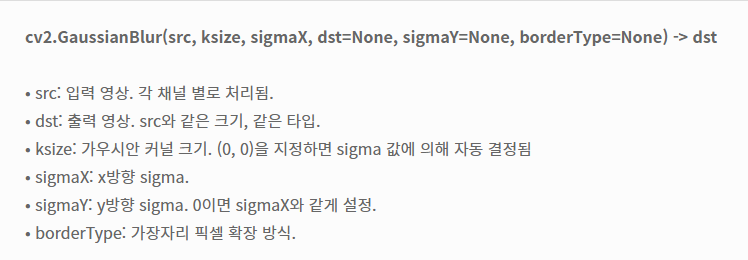 cv2.GaussianBlur(src, ksize, sigmaX, dst=None, sigmaY=None, borderType=None) -> dst
• src: 입력 영상. 각 채널 별로 처리됨.
• dst: 출력 영상. src와 같은 크기, 같은 타입.
• ksize: 가우시안 커널 크기. (0, 0)을 지정하면 sigma 값에 의해 자동 결정됨
• sigmaX: x방향 sigma.
• sigmaY: y방향 sigma. 0이면 sigmaX와 같게 설정.
• borderType: 가장자리 픽셀 확장 방식.